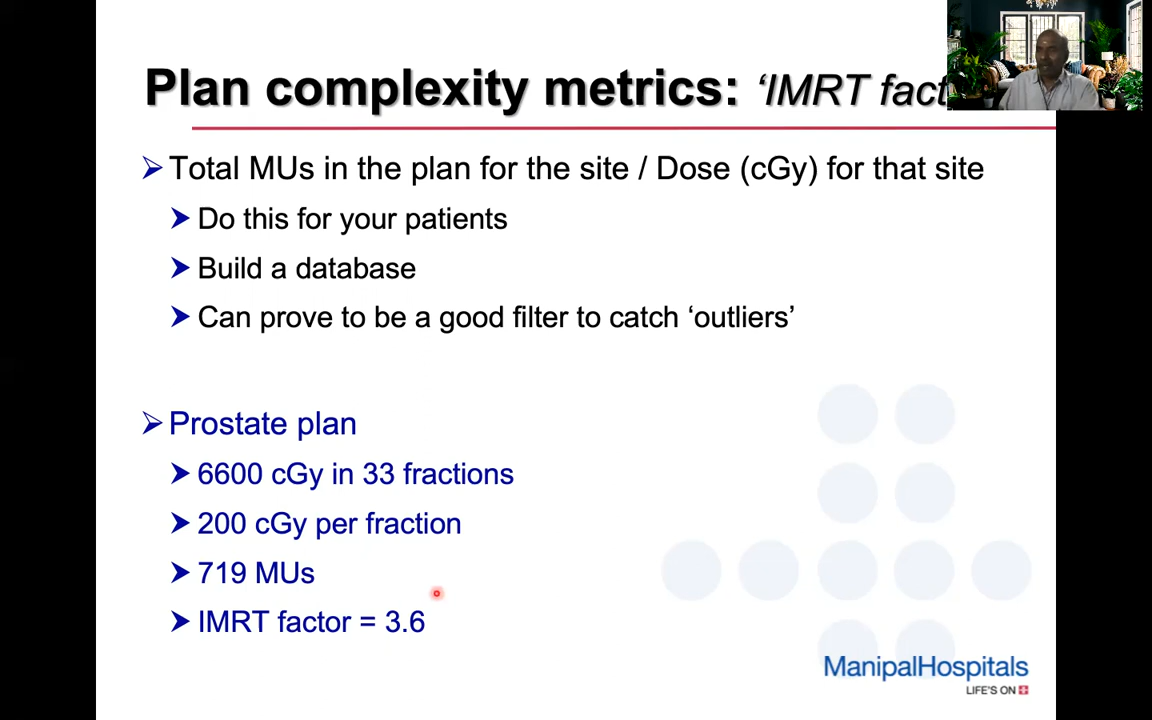 Plan complexity metrics: ‘IMRT fact
Total MUs in the plan for the site / Dose (cGy) for that site
Do this for your patients
Build a database
Can prove to be a good filter to catch ‘outliers’
Prostate plan
6600 cGy in 33 fractions
200 cGy per fraction
719 MUs
IMRT factor = 3.6
ManipalHospitals
LIFE'S ON